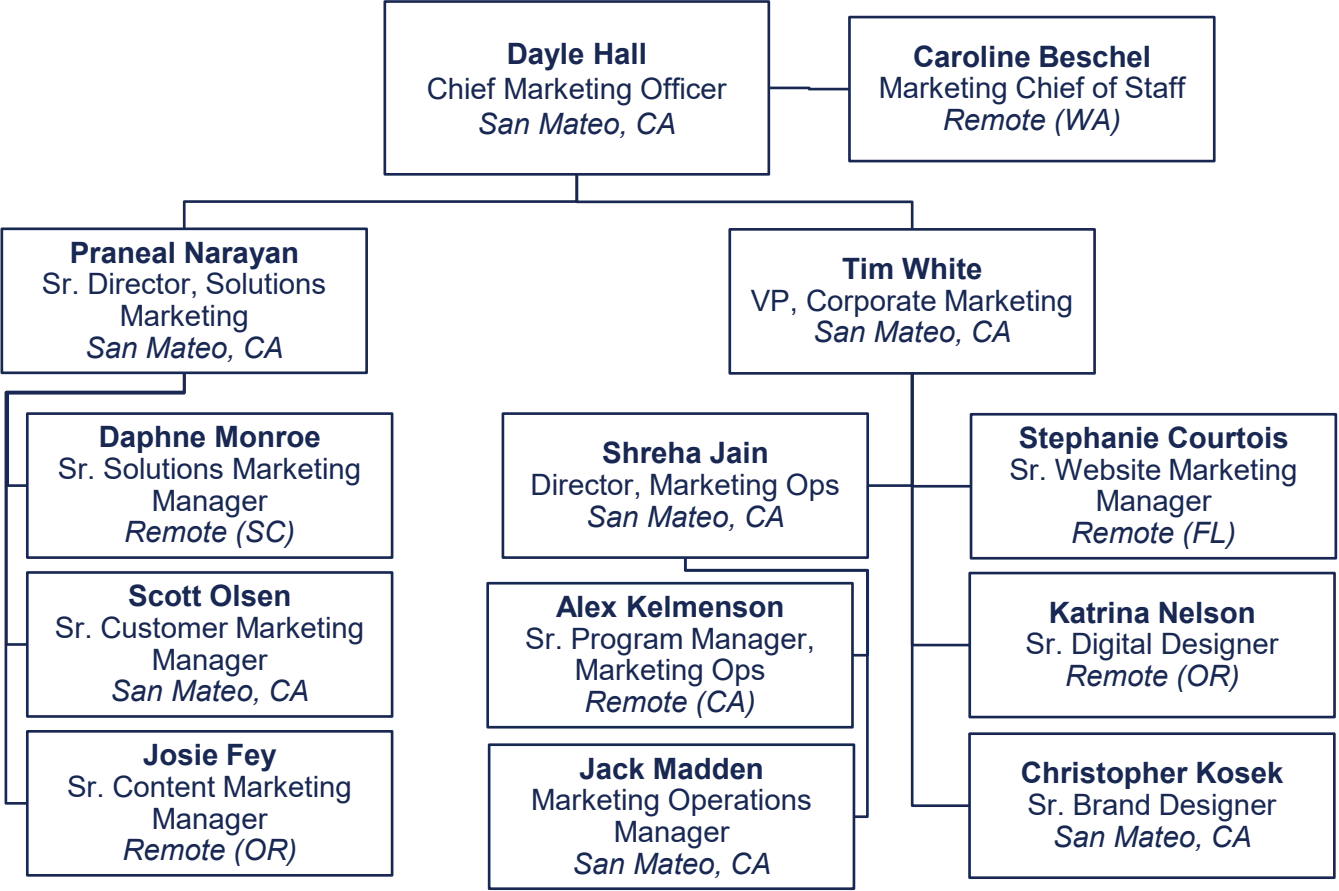 Dayle Hall
Chief Marketing Officer
San Mateo, CA
Caroline Beschel
Marketing Chief of Staff
Remote (WA)
Praneal Narayan
Sr. Director, Solutions
Marketing
San Mateo, CA
Tim White
VP, Corporate Marketing
San Mateo, CA
Daphne Monroe
Sr. Solutions Marketing
Manager
Remote (SC)
Scott Olsen
Sr. Customer Marketing
Manager
San Mateo, CA
Josie Fey
Sr. Content Marketing
Manager
Remote (OR)
Shreha Jain
Director, Marketing Ops
San Mateo, CA
Alex Kelmenson
Sr. Program Manager,
Marketing Ops
Remote (CA)
Jack Madden
Marketing Operations
Manager
San Mateo, CA
Stephanie Courtois
Sr. Website Marketing
Manager
Remote (FL)
Katrina Nelson
Sr. Digital Designer
Remote (OR)
Christopher Kosek
Sr. Brand Designer
San Mateo, CA